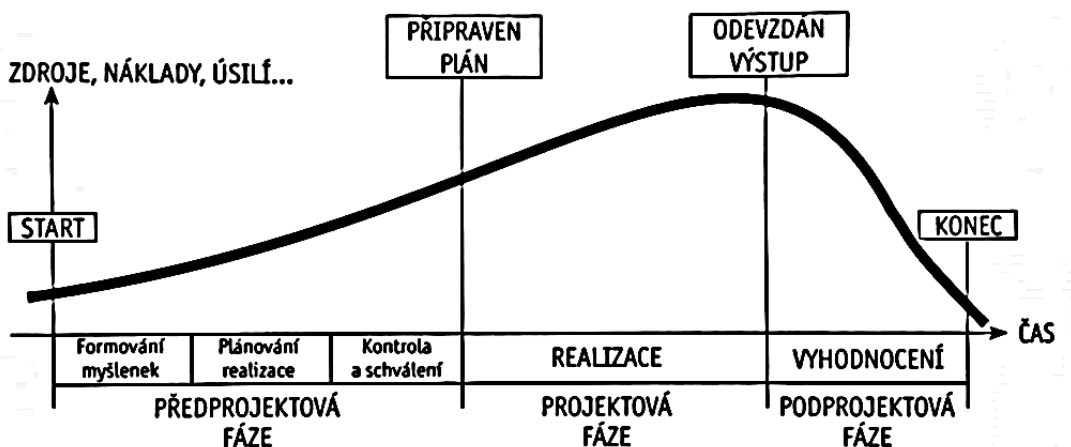 PŘIPRAVEN
PLÁN
ODEVZDÁN
VÝSTUP
ZDROJE, NÁKLADY, ÚSILÍ...
START
KONEC
ČAS
Formování
myšlenek
Plánování
realizace
Kontrola
a schválení
REALIZACE
VYHODNOCENÍ
PŘEDPROJEKTOVÁ
FÁZE
PROJEKTOVÁ
FÁZE
PODPROJEKTOVÁ
FÁZE